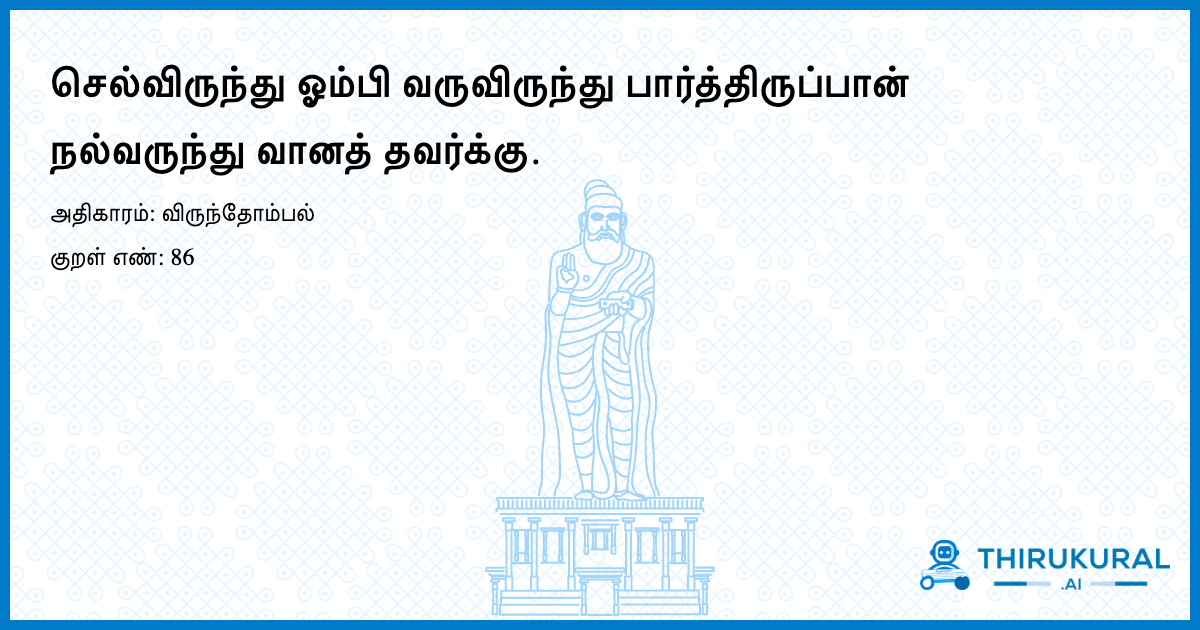 செல்விருந்து ஓம்பி வருவிருந்து பார்த்திருப்பான்
நல்வருந்து வானத் தவர்க்கு.
அதிகாரம்: விருந்தோம்பல்
குறள் எண்: 86
THIRUKURAL
.AI